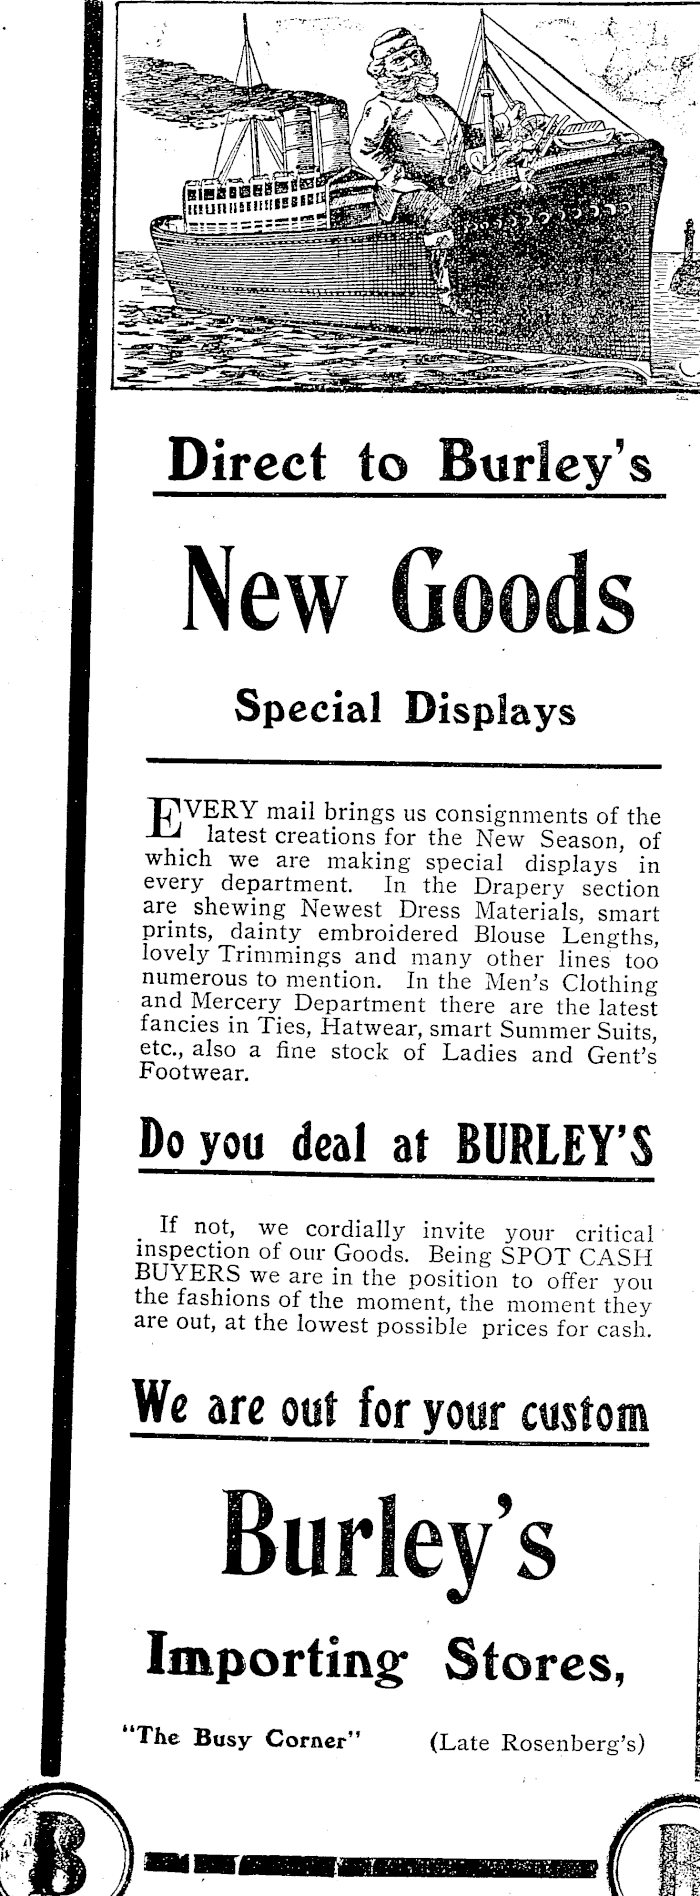 Direct to Burley's
New Goods
Special Displays
EVERY mail brings us consignments of the
latest creations for the New Season, of
which we are making special displays in
every department. In the Drapery section
are shewing Newest Dress Materials, smart
prints, dainty embroidered Blouse Lengths,
lovely Trimmings and many other lines too
numerous to mention. In the Men's Clothing
and Mercery Department there are the latest
fancies in Ties, Hatwear, smart Summer Suits,
etc., also a fine stock of Ladies and Gent's
Footwear.
Do you deal at BURLEY'S
If not, we cordially invite your critical
inspection of our Goods. Being SPOT CASH
BUYERS we are in the position to offer you
the fashions of the moment, the moment they
are out, at the lowest possible prices for cash.
We are out for your custom
Burley's
Importing Stores,
"The Busy Corner" (Late Rosenberg's)
B